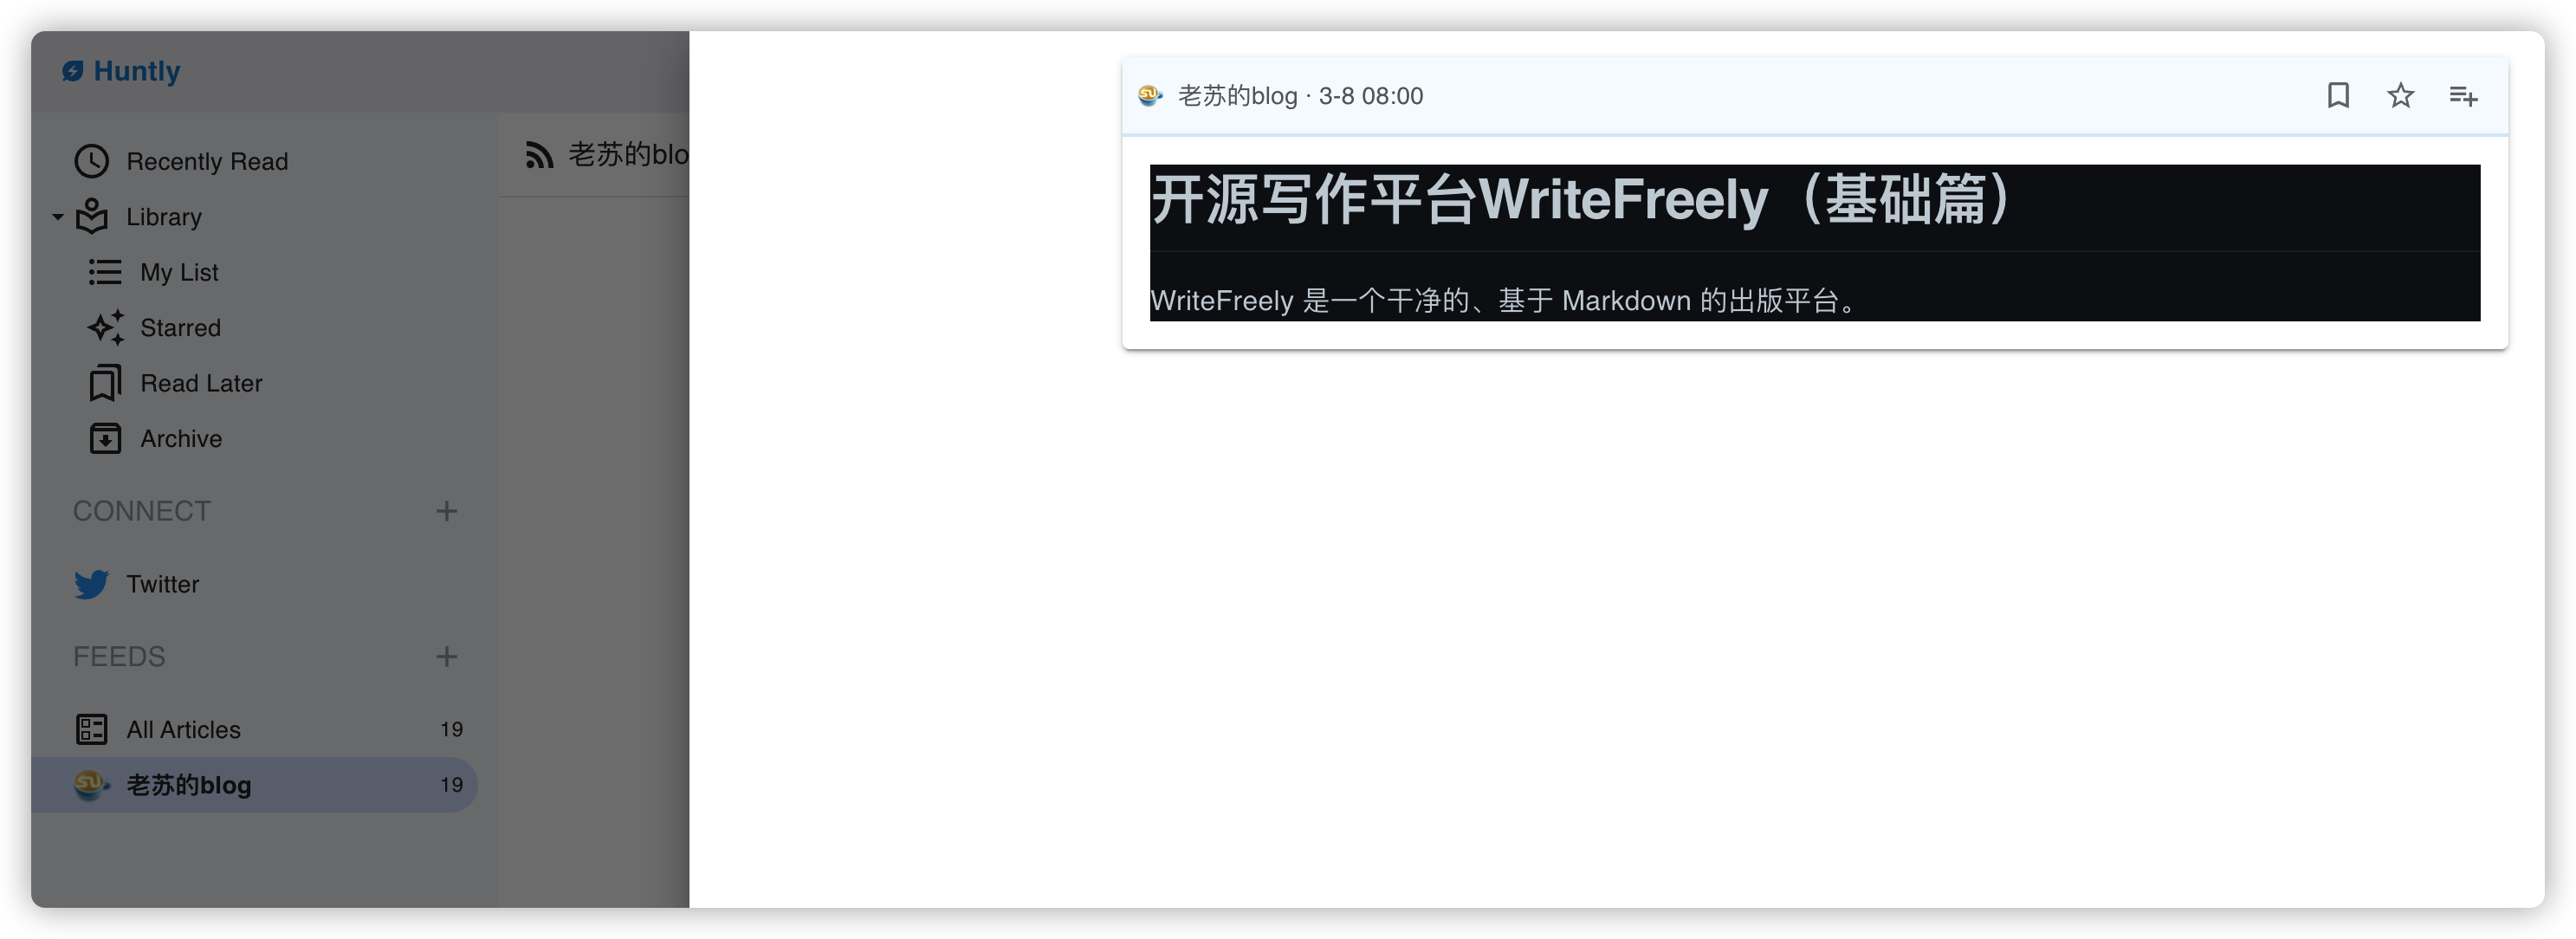 Huntly
Recently Read
Library
My List
Starred
Read Later
Archive
CONNECT
Twitter
FEEDS
All Articles 19
老苏的blog 19
老苏的blo
老苏的blog · 3-8 08:00
开源写作平台WriteFreely（基础篇）
WriteFreely 是一个干净的、基于 Markdown 的出版平台。